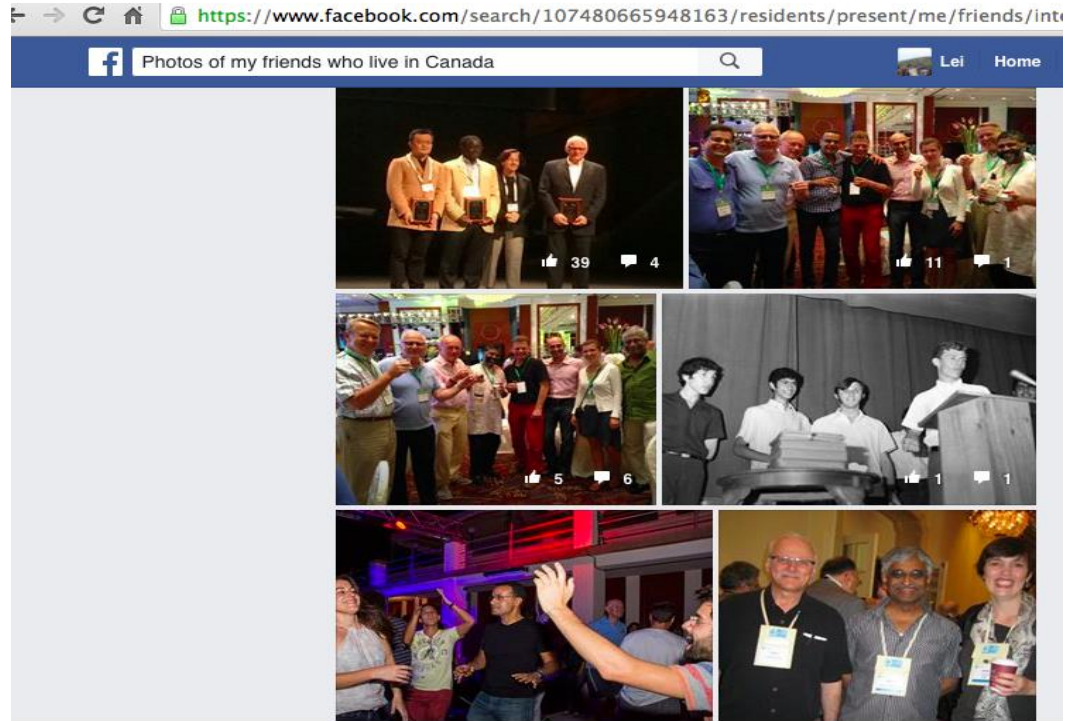 https://www.facebook.com/search/107480665948163/residents/present/me/friends/inte
f Photos of my friends who live in Canada Lei Home
39 4
11 1
5 6
1 1